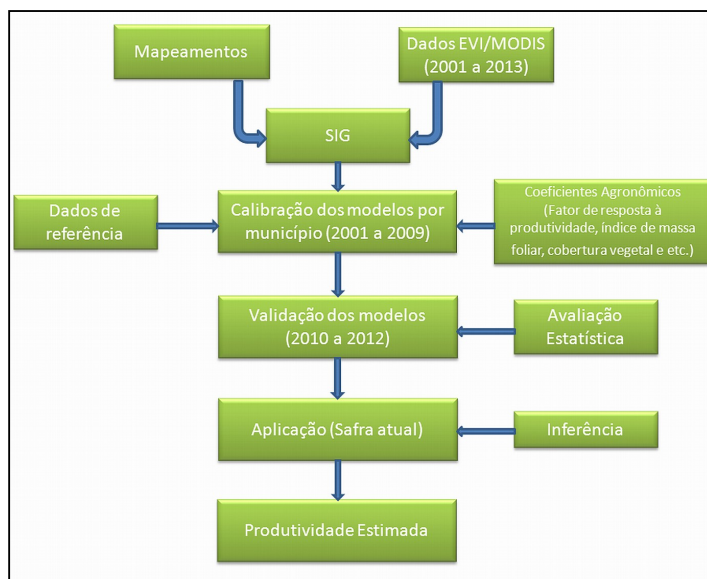 Mapeamentos
Dados EVI/MODIS
(2001 a 2013)
SIG
Dados de
referência
Calibração dos modelos por
município (2001 a 2009)
Coeficientes Agronômicos
(Fator de resposta à
produtividade, índice de massa
foliar, cobertura vegetal e etc.)
Validação dos modelos
(2010 a 2012)
Avaliação
Estatística
Aplicação (Safra atual)
Inferência
Produtividade Estimada